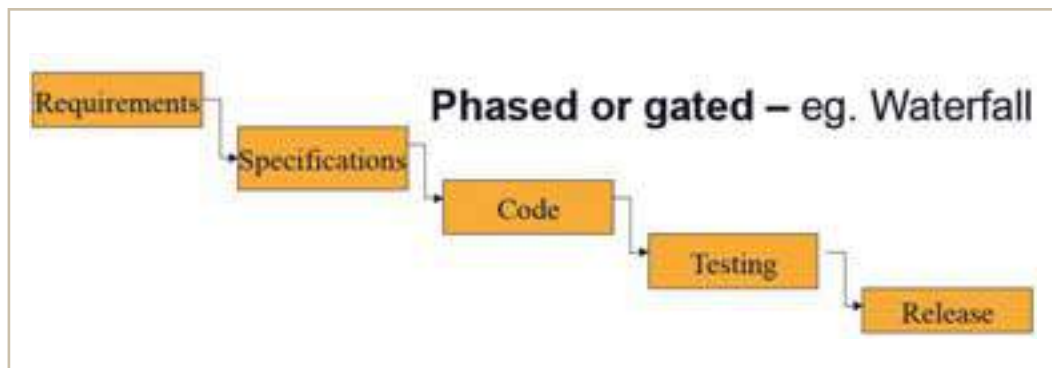 Requirements
Phased or gated – eg. Waterfall
Specifications
Code
Testing
Release